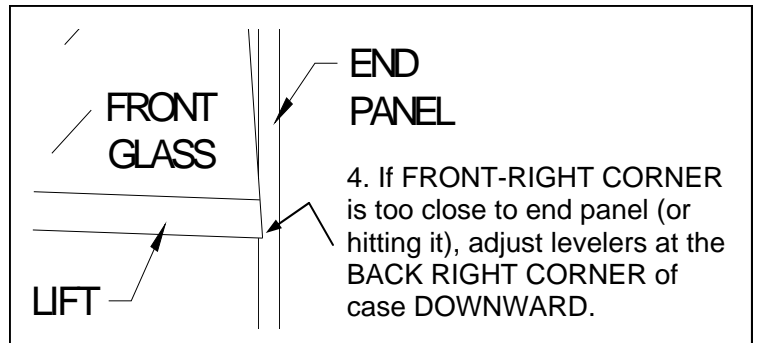 FRONT
GLASS
END
PANEL
4. If FRONT-RIGHT CORNER
is too close to end panel (or
hitting it), adjust levelers at the
BACK RIGHT CORNER of
case DOWNWARD.
LIFT